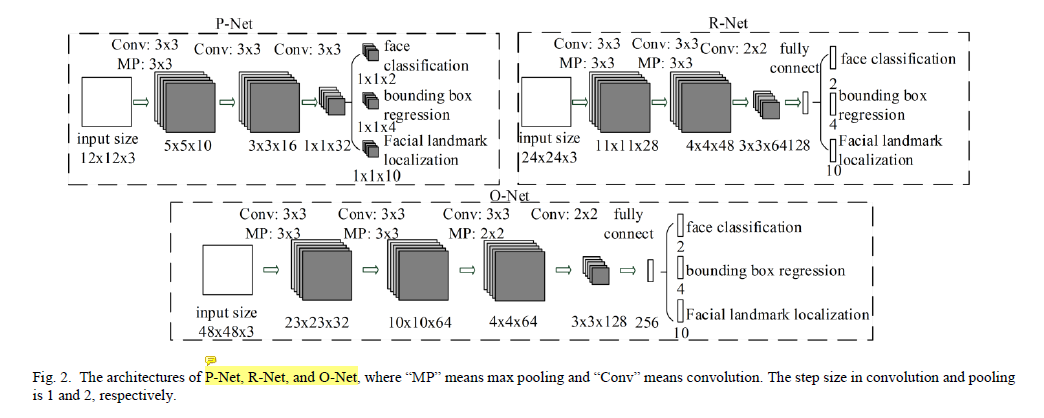 P-Net
Conv: 3x3 Conv: 3x3 Conv: 3x3
MP: 3x3
face
classification
1x1x2
bounding box
regression
1x1x4
Facial landmark
localization
1x1x10
input size
12x12x3
5x5x10
3x3x16
1x1x32
R-Net
Conv: 3x3 Conv: 3x3 Conv: 2x2 fully
MP: 3x3 MP: 3x3 connect
face classification
2
bounding box
regression
4
Facial landmark
localization
10
input size
24x24x3
11x11x28
4x4x48
3x3x64
128
O-Net
Conv: 3x3 Conv: 3x3 Conv: 3x3 Conv: 2x2 fully
MP: 3x3 MP: 3x3 MP: 2x2 connect
face classification
2
bounding box regression
4
Facial landmark localization
10
input size
48x48x3
23x23x32
10x10x64
4x4x64
3x3x128
256
Fig. 2. The architectures of P-Net, R-Net, and O-Net, where “MP” means max pooling and “Conv” means convolution. The step size in convolution and pooling
is 1 and 2, respectively.